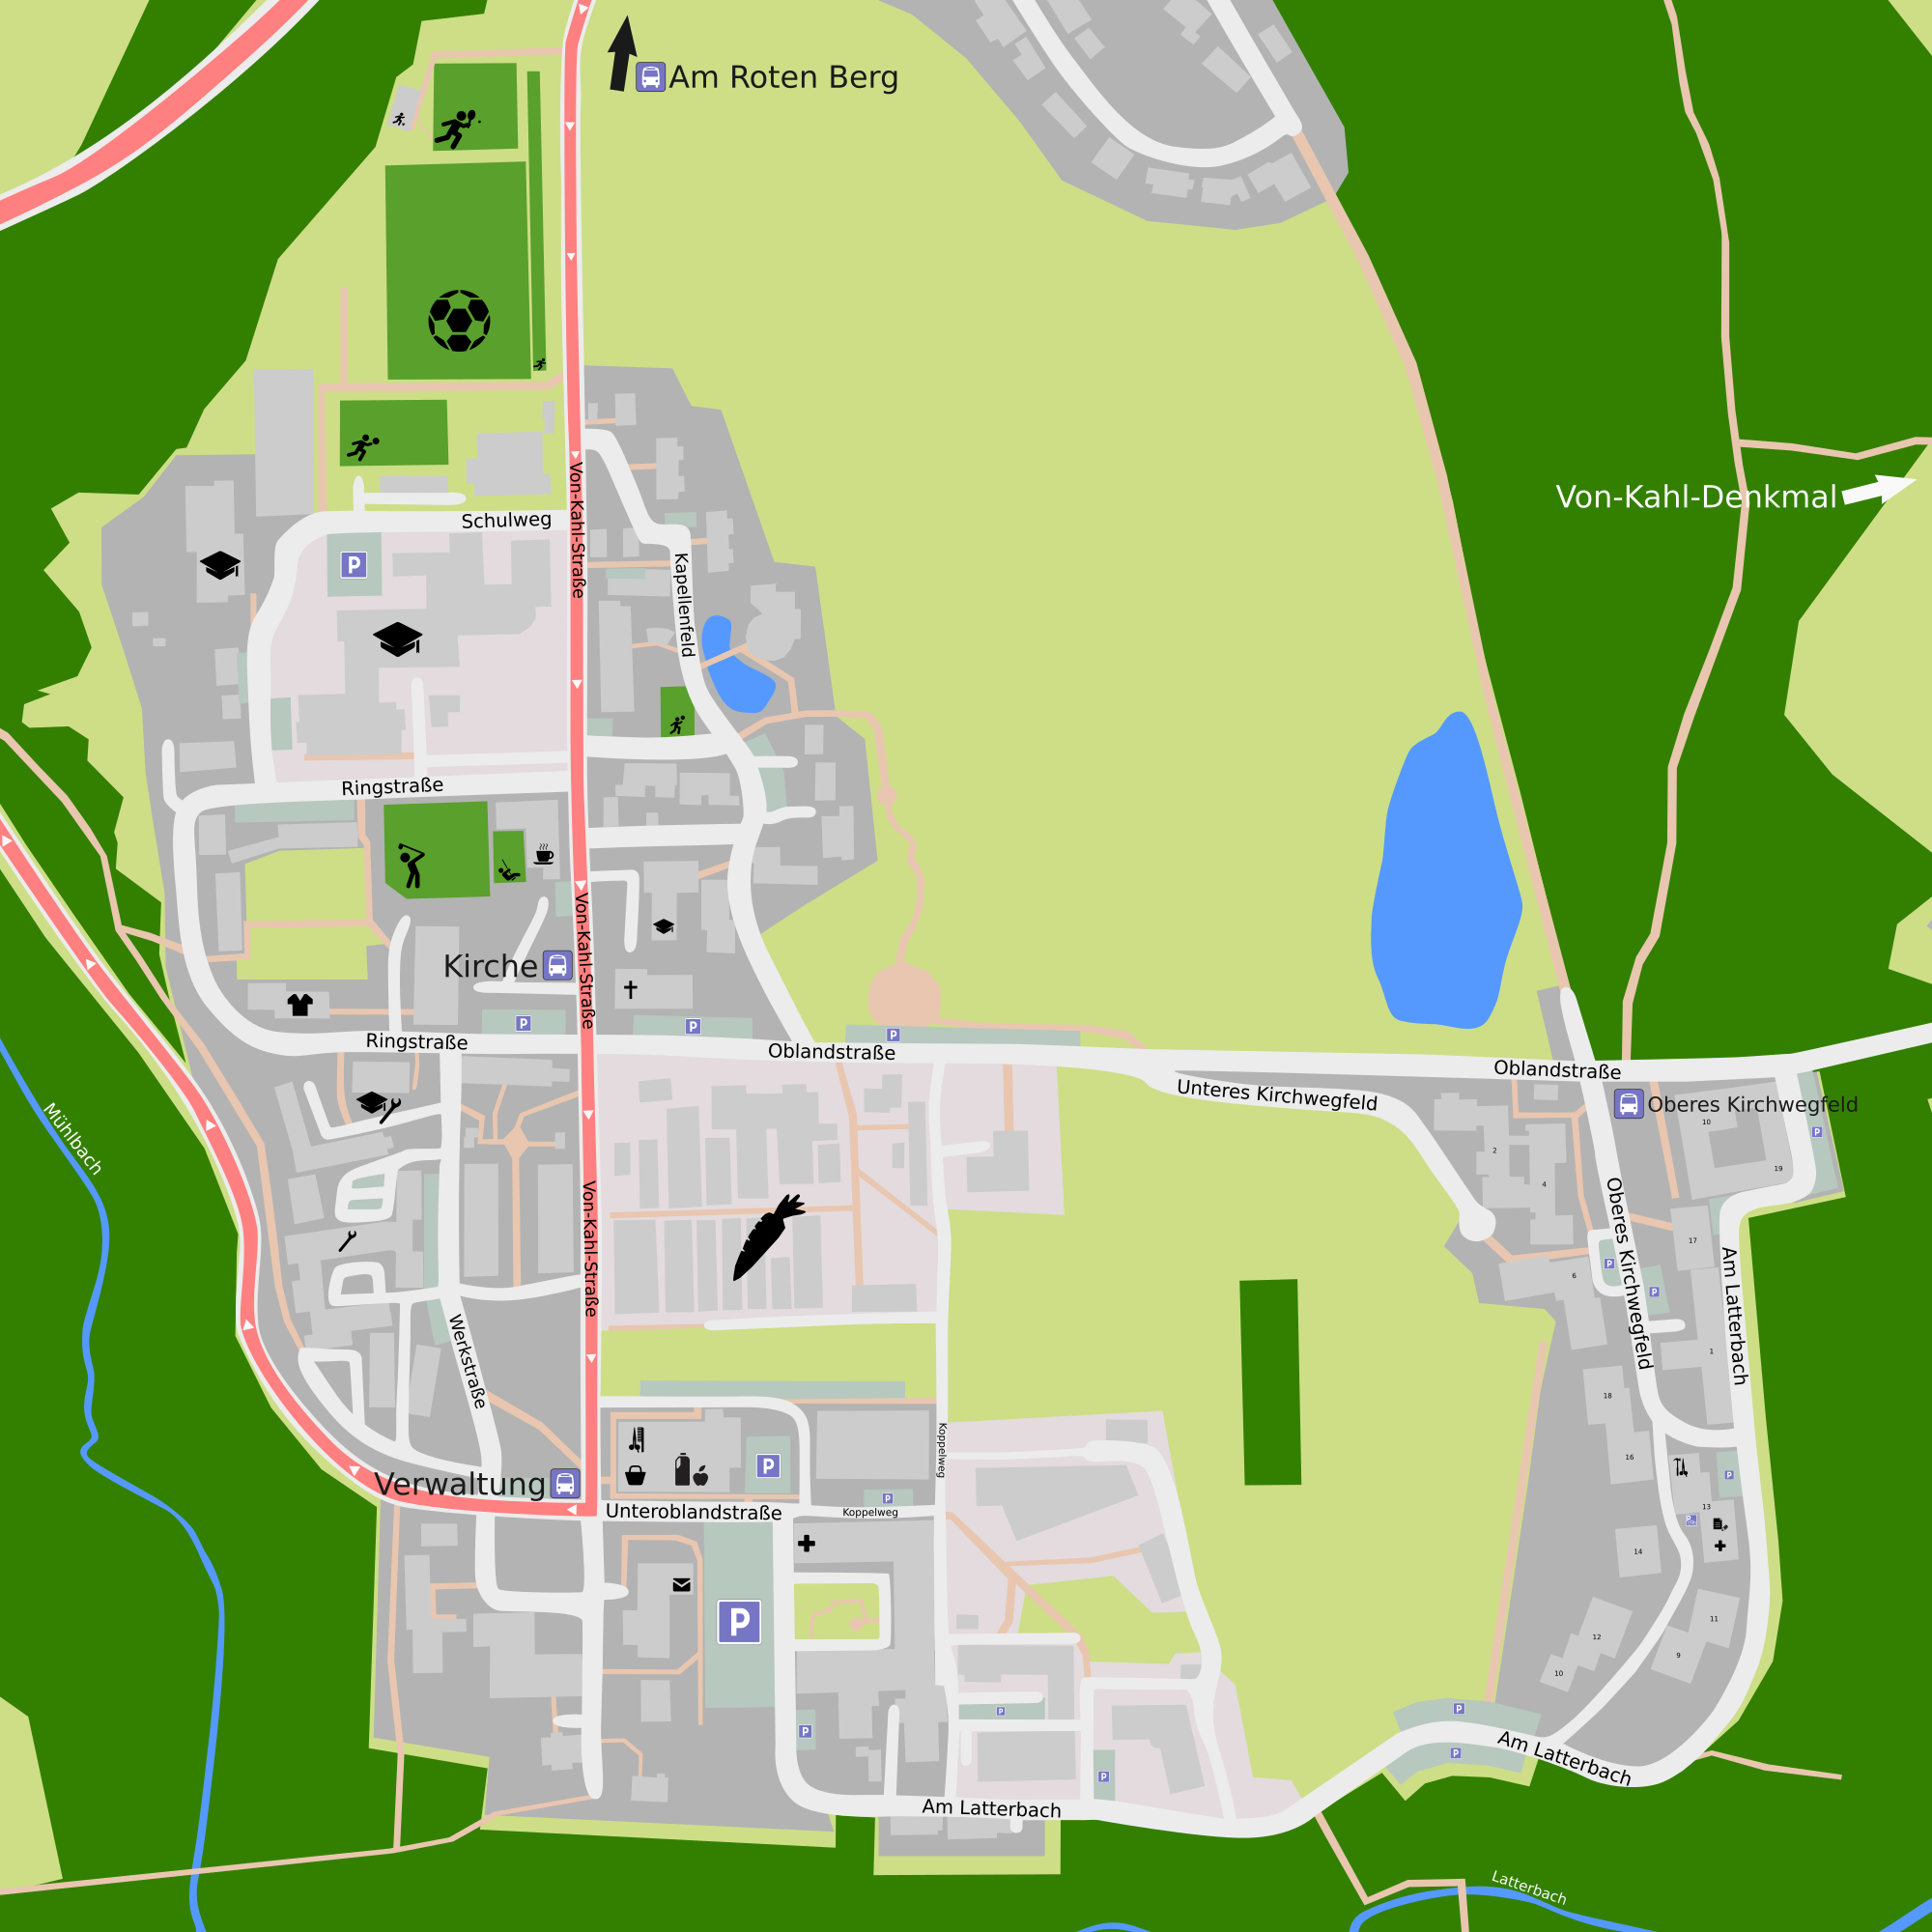 Am Roten Berg
Von-Kahl-Denkmal
Schulweg
P
Von-Kahl-Straße
Kapellenfeld
Ringstraße
Kirche
Von-Kahl-Straße
P
P
P
Ringstraße
Oblandstraße
Oblandstraße
Unteres Kirchwegfeld
Oberes Kirchwegfeld
Mühlbach
10
P
2
19
4
Oberes Kirchwegfeld
17
Von-Kahl-Straße
6
P
P
Am Latterbach
Werkstraße
1
18
Koppelweg
16
P
P
Verwaltung
P
Unteroblandstraße
Koppelweg
13
14
P
11
12
9
10
P
P
P
P
P
Am Latterbach
Am Latterbach
Latterbach